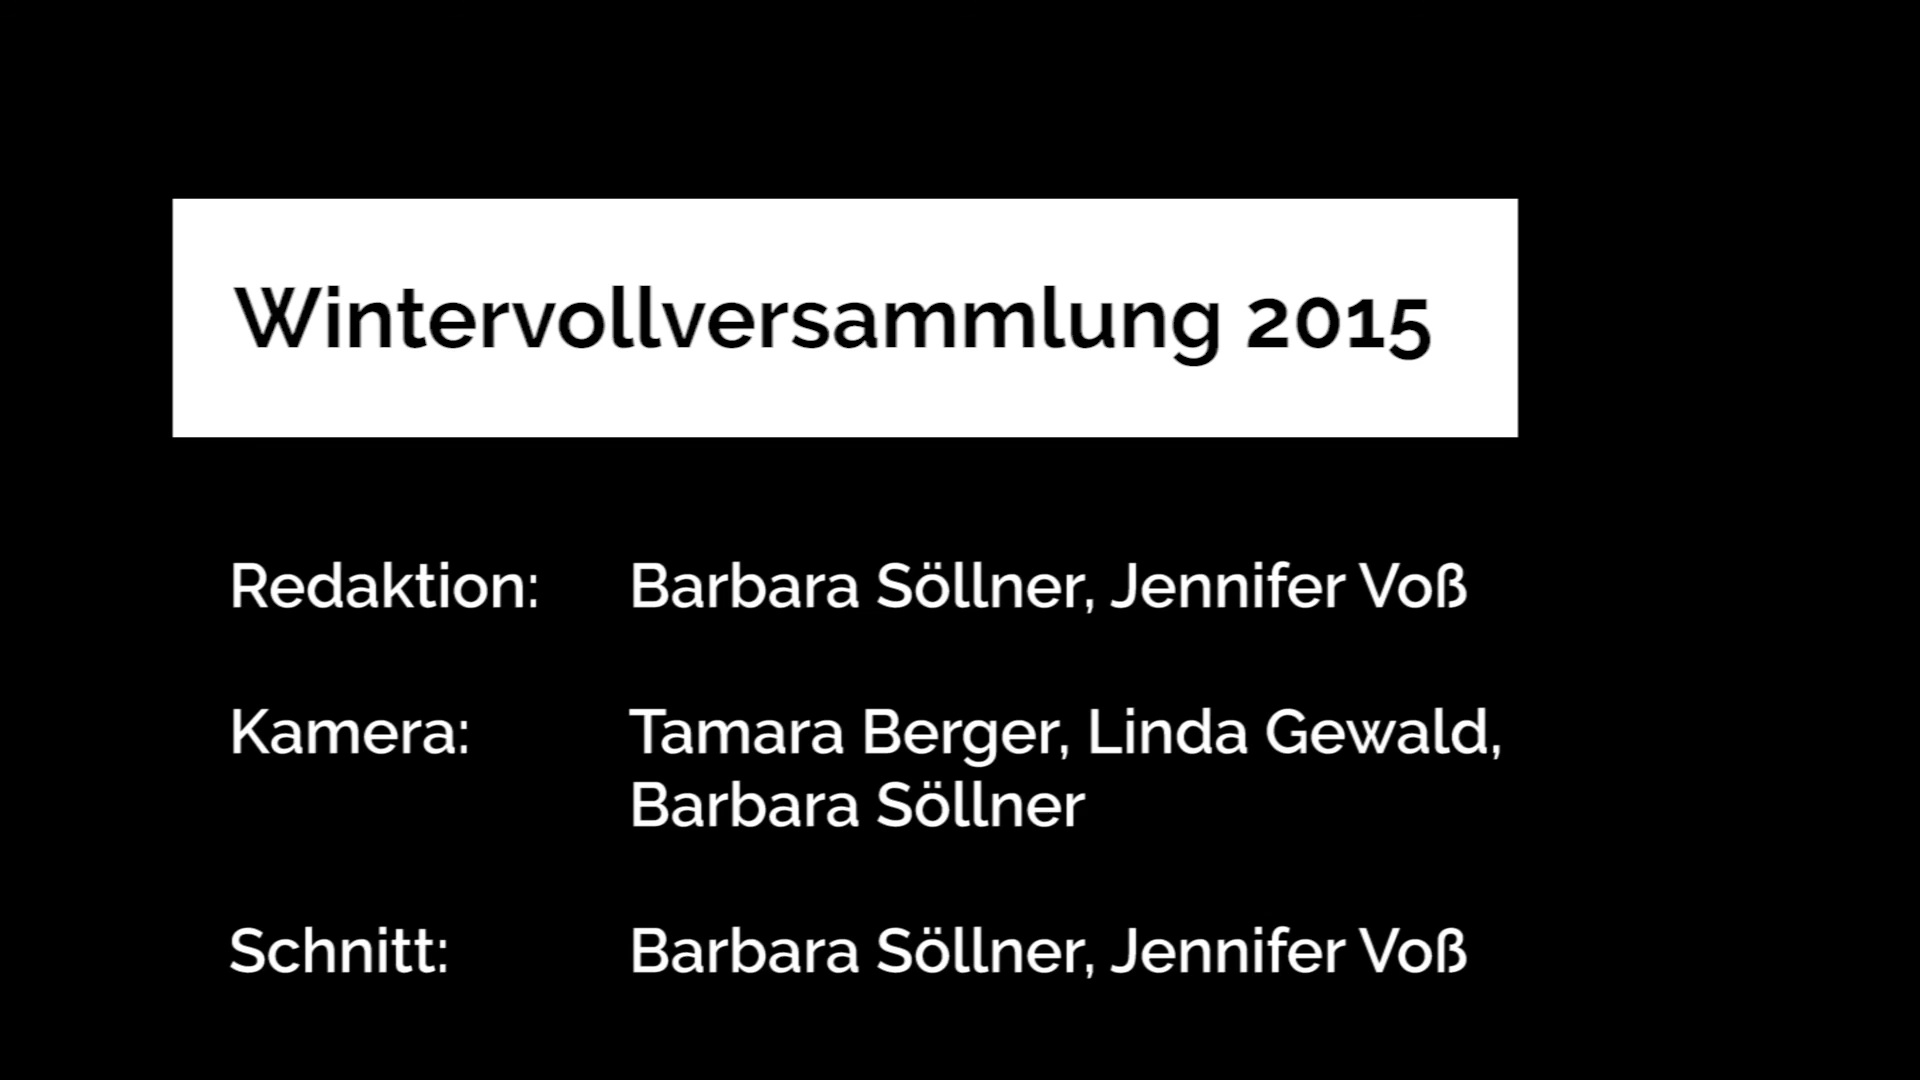 Wintervollversammlung 2015
Redaktion: Barbara Söllner, Jennifer Voß
Kamera: Tamara Berger, Linda Gewald,
Barbara Söllner
Schnitt: Barbara Söllner, Jennifer Voß